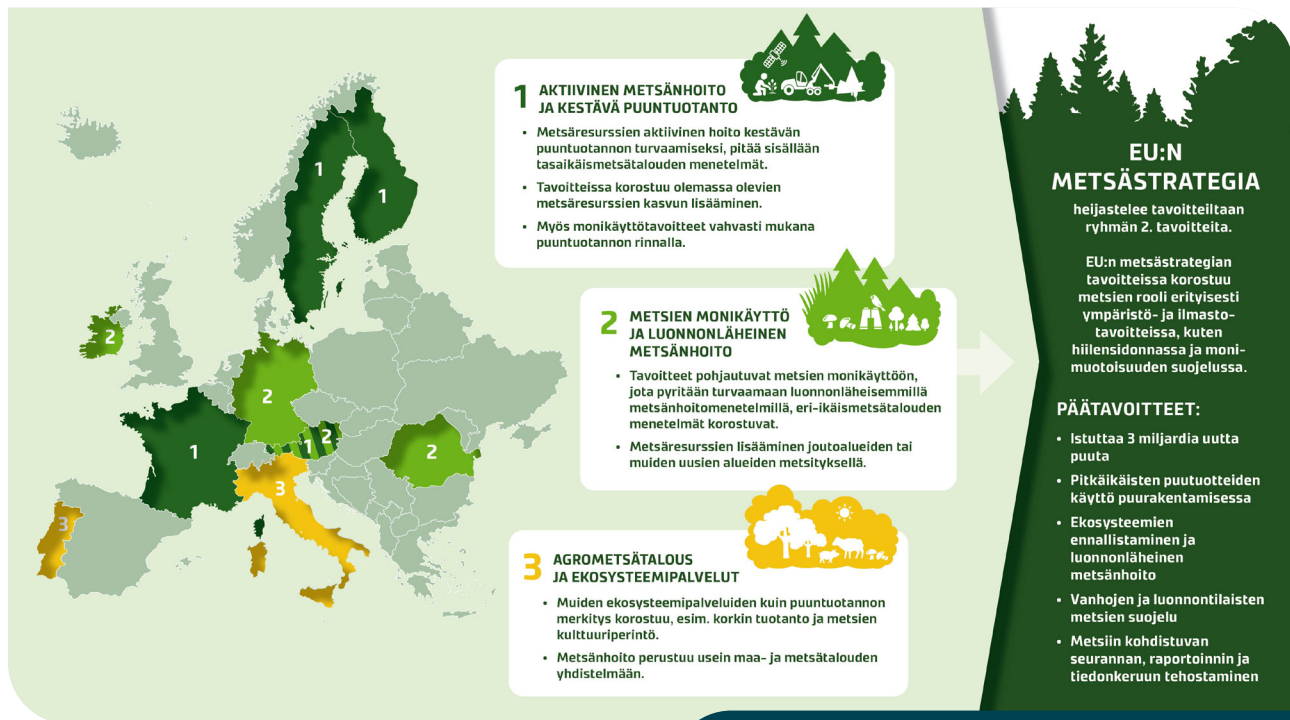 1
1
2
2
1
1
2
2
3
3
1 AKTIIVINEN METSÄNHOITO
JA KESTÄVÄ PUUNTUOTANTO
• Metsäresurssien aktiivinen hoito kestävän
puuntuotannon turvaamiseksi, pitää sisällään
tasaikäismetsätalouden menetelmät.
• Tavoitteissa korostuu olemassa olevien
metsäresurssien kasvun lisääminen.
• Myös monikäyttötavoitteet vahvasti mukana
puuntuotannon rinnalla.
2 METSIEN MONIKÄYTTÖ
JA LUONNONLÄHEINEN
METSÄNHOITO
• Tavoitteet pohjautuvat metsien monikäyttöön,
jota pyritään turvaamaan luonnonläheisemmillä
metsänhoitomenetelmillä, eri-ikäismetsätalouden
menetelmät korostuvat.
• Metsäresurssien lisääminen joutoalueiden tai
muiden uusien alueiden metsityksellä.
3 AGROMETSÄTALOUS
JA EKOSYSTEEMIPALVELUT
• Muiden ekosysteemipalveluiden kuin puuntuotannon
merkitys korostuu, esim. korkin tuotanto ja metsien
kulttuuriperintö.
• Metsänhoito perustuu usein maa- ja metsätalouden
yhdistelmään.
EU:N
METSÄSTRATEGIA
heijastelee tavoitteiltaan
ryhmän 2. tavoitteita.
EU:n metsästrategian
tavoitteissa korostuu
metsien rooli erityisesti
ympäristö- ja ilmasto-
tavoitteissa, kuten
hiilensidonnassa ja moni-
muotoisuuden suojelussa.
PÄÄTAVOITTEET:
• Istuttaa 3 miljardia uutta
puuta
• Pitkäikäisten puutuotteiden
käyttö puurakentamisessa
• Ekosysteemien
ennallistaminen ja
luonnonläheinen
metsänhoito
• Vanhojen ja luonnontilaisten
metsien suojelu
• Metsiin kohdistuvan
seurannan, raportoinnin ja
tiedonkeruun tehostaminen